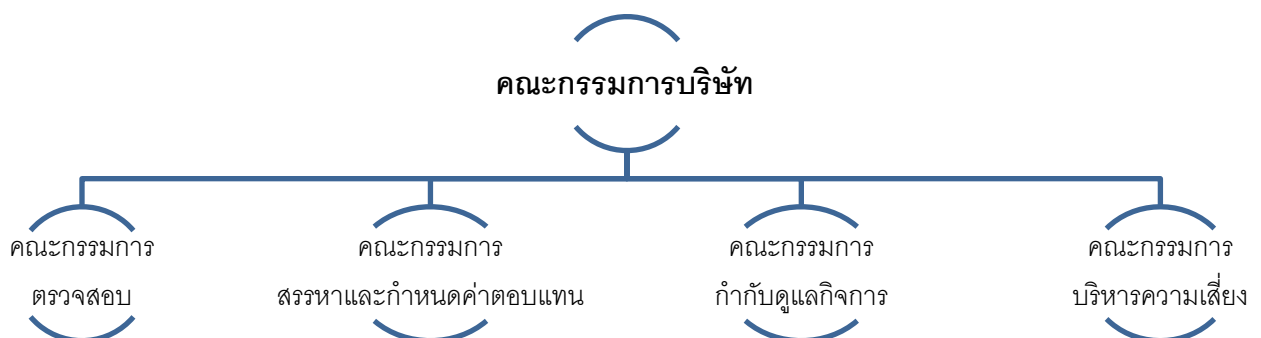 คณะกรรมการบริษัท
คณะกรรมการ
ตรวจสอบ
คณะกรรมการ
สรรหาและกำหนดค่าตอบแทน
คณะกรรมการ
กำกับดูแลกิจการ
คณะกรรมการ
บริหารความเสี่ยง